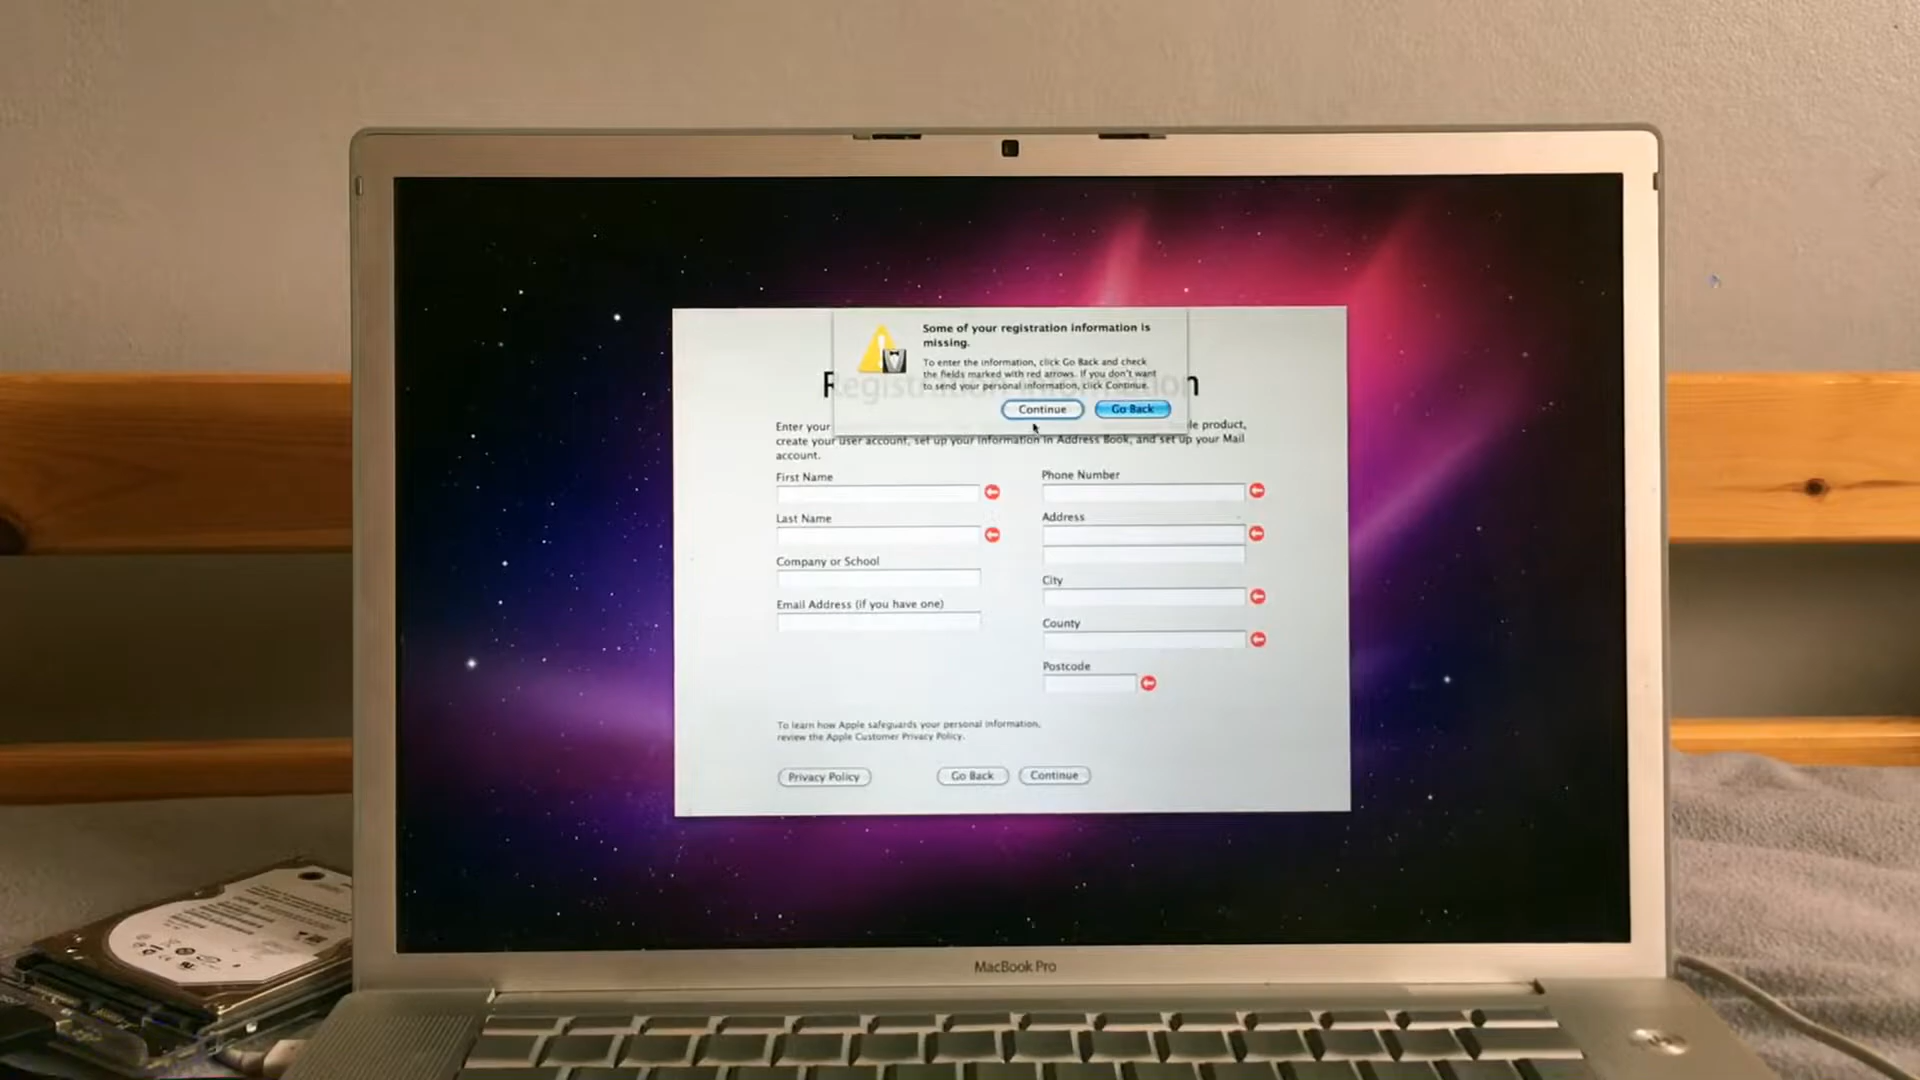 Some of your registration information is
missing.
To enter the information, click Go Back and check
the fields marked with red arrows. If you don't want
to send your personal information, click Continue.
Registration Information
Continue
Go Back
Enter your
le product,
create your user account, set up your information in Address Book, and set up your Mail
account.
First Name
Phone Number
Last Name
Address
Company or School
City
Email Address (if you have one)
County
Postcode
To learn how Apple safeguards your personal information,
review the Apple Customer Privacy Policy.
Privacy Policy
Go Back
Continue
MacBook Pro